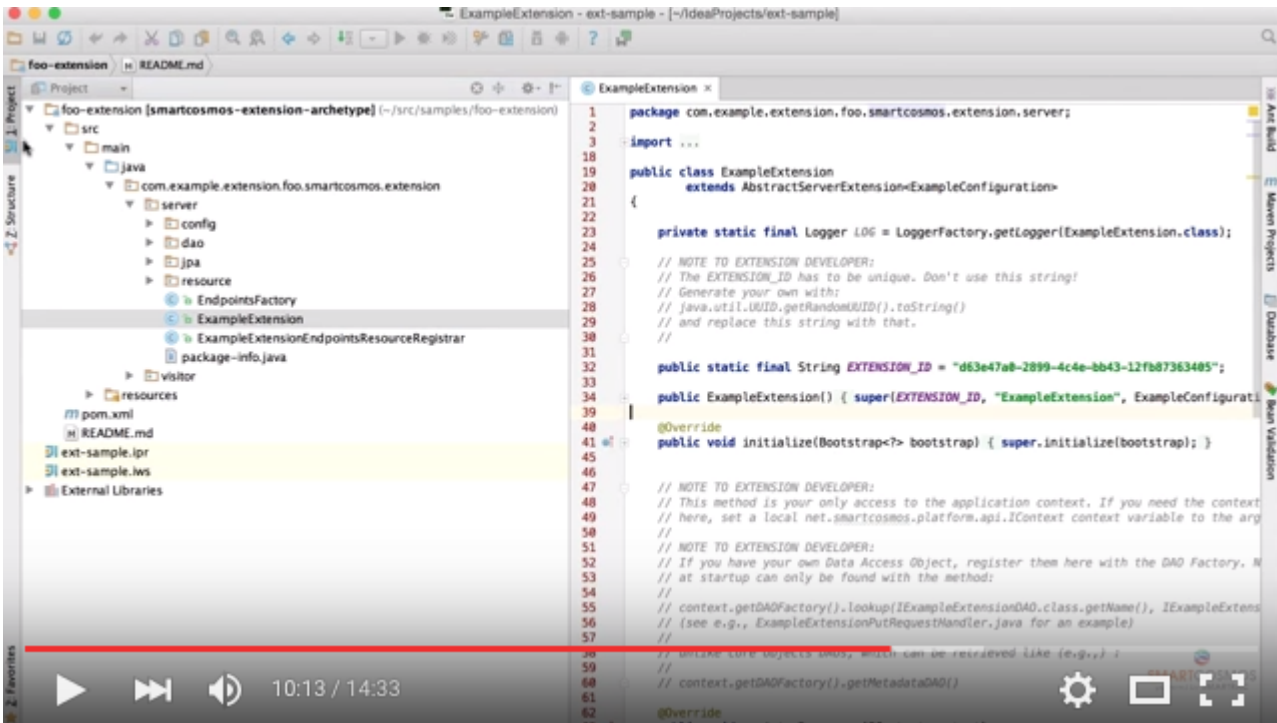 ExampleExtension - ext-sample - [~/IdeaProjects/ext-sample]
foo-extension README.md
Project
ExampleExtension ×
1: Project
Z: Structure
2: Favorites
foo-extension [smartcosmos-extension-archetype] (~/src/samples/foo-extension)
src
main
java
com.example.extension.foo.smartcosmos.extension
server
config
dao
jpa
resource
EndpointsFactory
ExampleExtension
ExampleExtensionEndpointsResourceRegistrar
package-info.java
visitor
resources
pom.xml
README.md
ext-sample.ipr
ext-sample.iws
External Libraries
1 package com.example.extension.foo.smartcosmos.extension.server;
2
3 import ...
18
19 public class ExampleExtension
20 extends AbstractServerExtension<ExampleConfiguration>
21 {
22
23 private static final Logger LOG = LoggerFactory.getLogger(ExampleExtension.class);
24
25 // NOTE TO EXTENSION DEVELOPER:
26 // The EXTENSION_ID has to be unique. Don't use this string!
27 // Generate your own with:
28 // java.util.UUID.getRandomUUID().toString()
29 // and replace this string with that.
30 //
31
32 public static final String EXTENSION_ID = "d63e47a0-2899-4c4e-bb43-12fb87363405";
33
34 public ExampleExtension() { super(EXTENSION_ID, "ExampleExtension", ExampleConfigurati
39
40 @Override
41 public void initialize(Bootstrap<?> bootstrap) { super.initialize(bootstrap); }
45
46
47 // NOTE TO EXTENSION DEVELOPER:
48 // This method is your only access to the application context. If you need the context
49 // here, set a local net.smartcosmos.platform.api.IContext context variable to the arg
50 //
51 // NOTE TO EXTENSION DEVELOPER:
52 // If you have your own Data Access Object, register them here with the DAO Factory. N
53 // at startup can only be found with the method:
54 //
55 // context.getDAOFactory().lookup(IExampleExtensionDAO.class.getName(), IExampleExtens
56 // (see e.g., ExampleExtensionPutRequestHandler.java for an example)
57 //
58 // Unlike core Objects DAOs, which can be retrieved like (e.g.,) :
59 //
60 // context.getDAOFactory().getMetadataDAO()
61
62 @Override
Ant Build
Maven Projects
Database
Bean Validation
10:13 / 14:33
SMARTCOSMOS